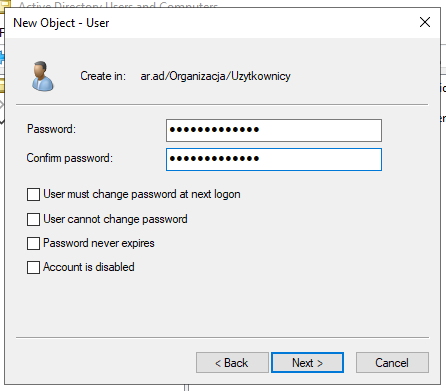 Active Directory Users and Computers
New Object - User
Create in: ar.ad/Organizacja/Uzytkownicy
Password: •••••••••••••
Confirm password: •••••••••••••
User must change password at next logon
User cannot change password
Password never expires
Account is disabled
< Back Next > Cancel